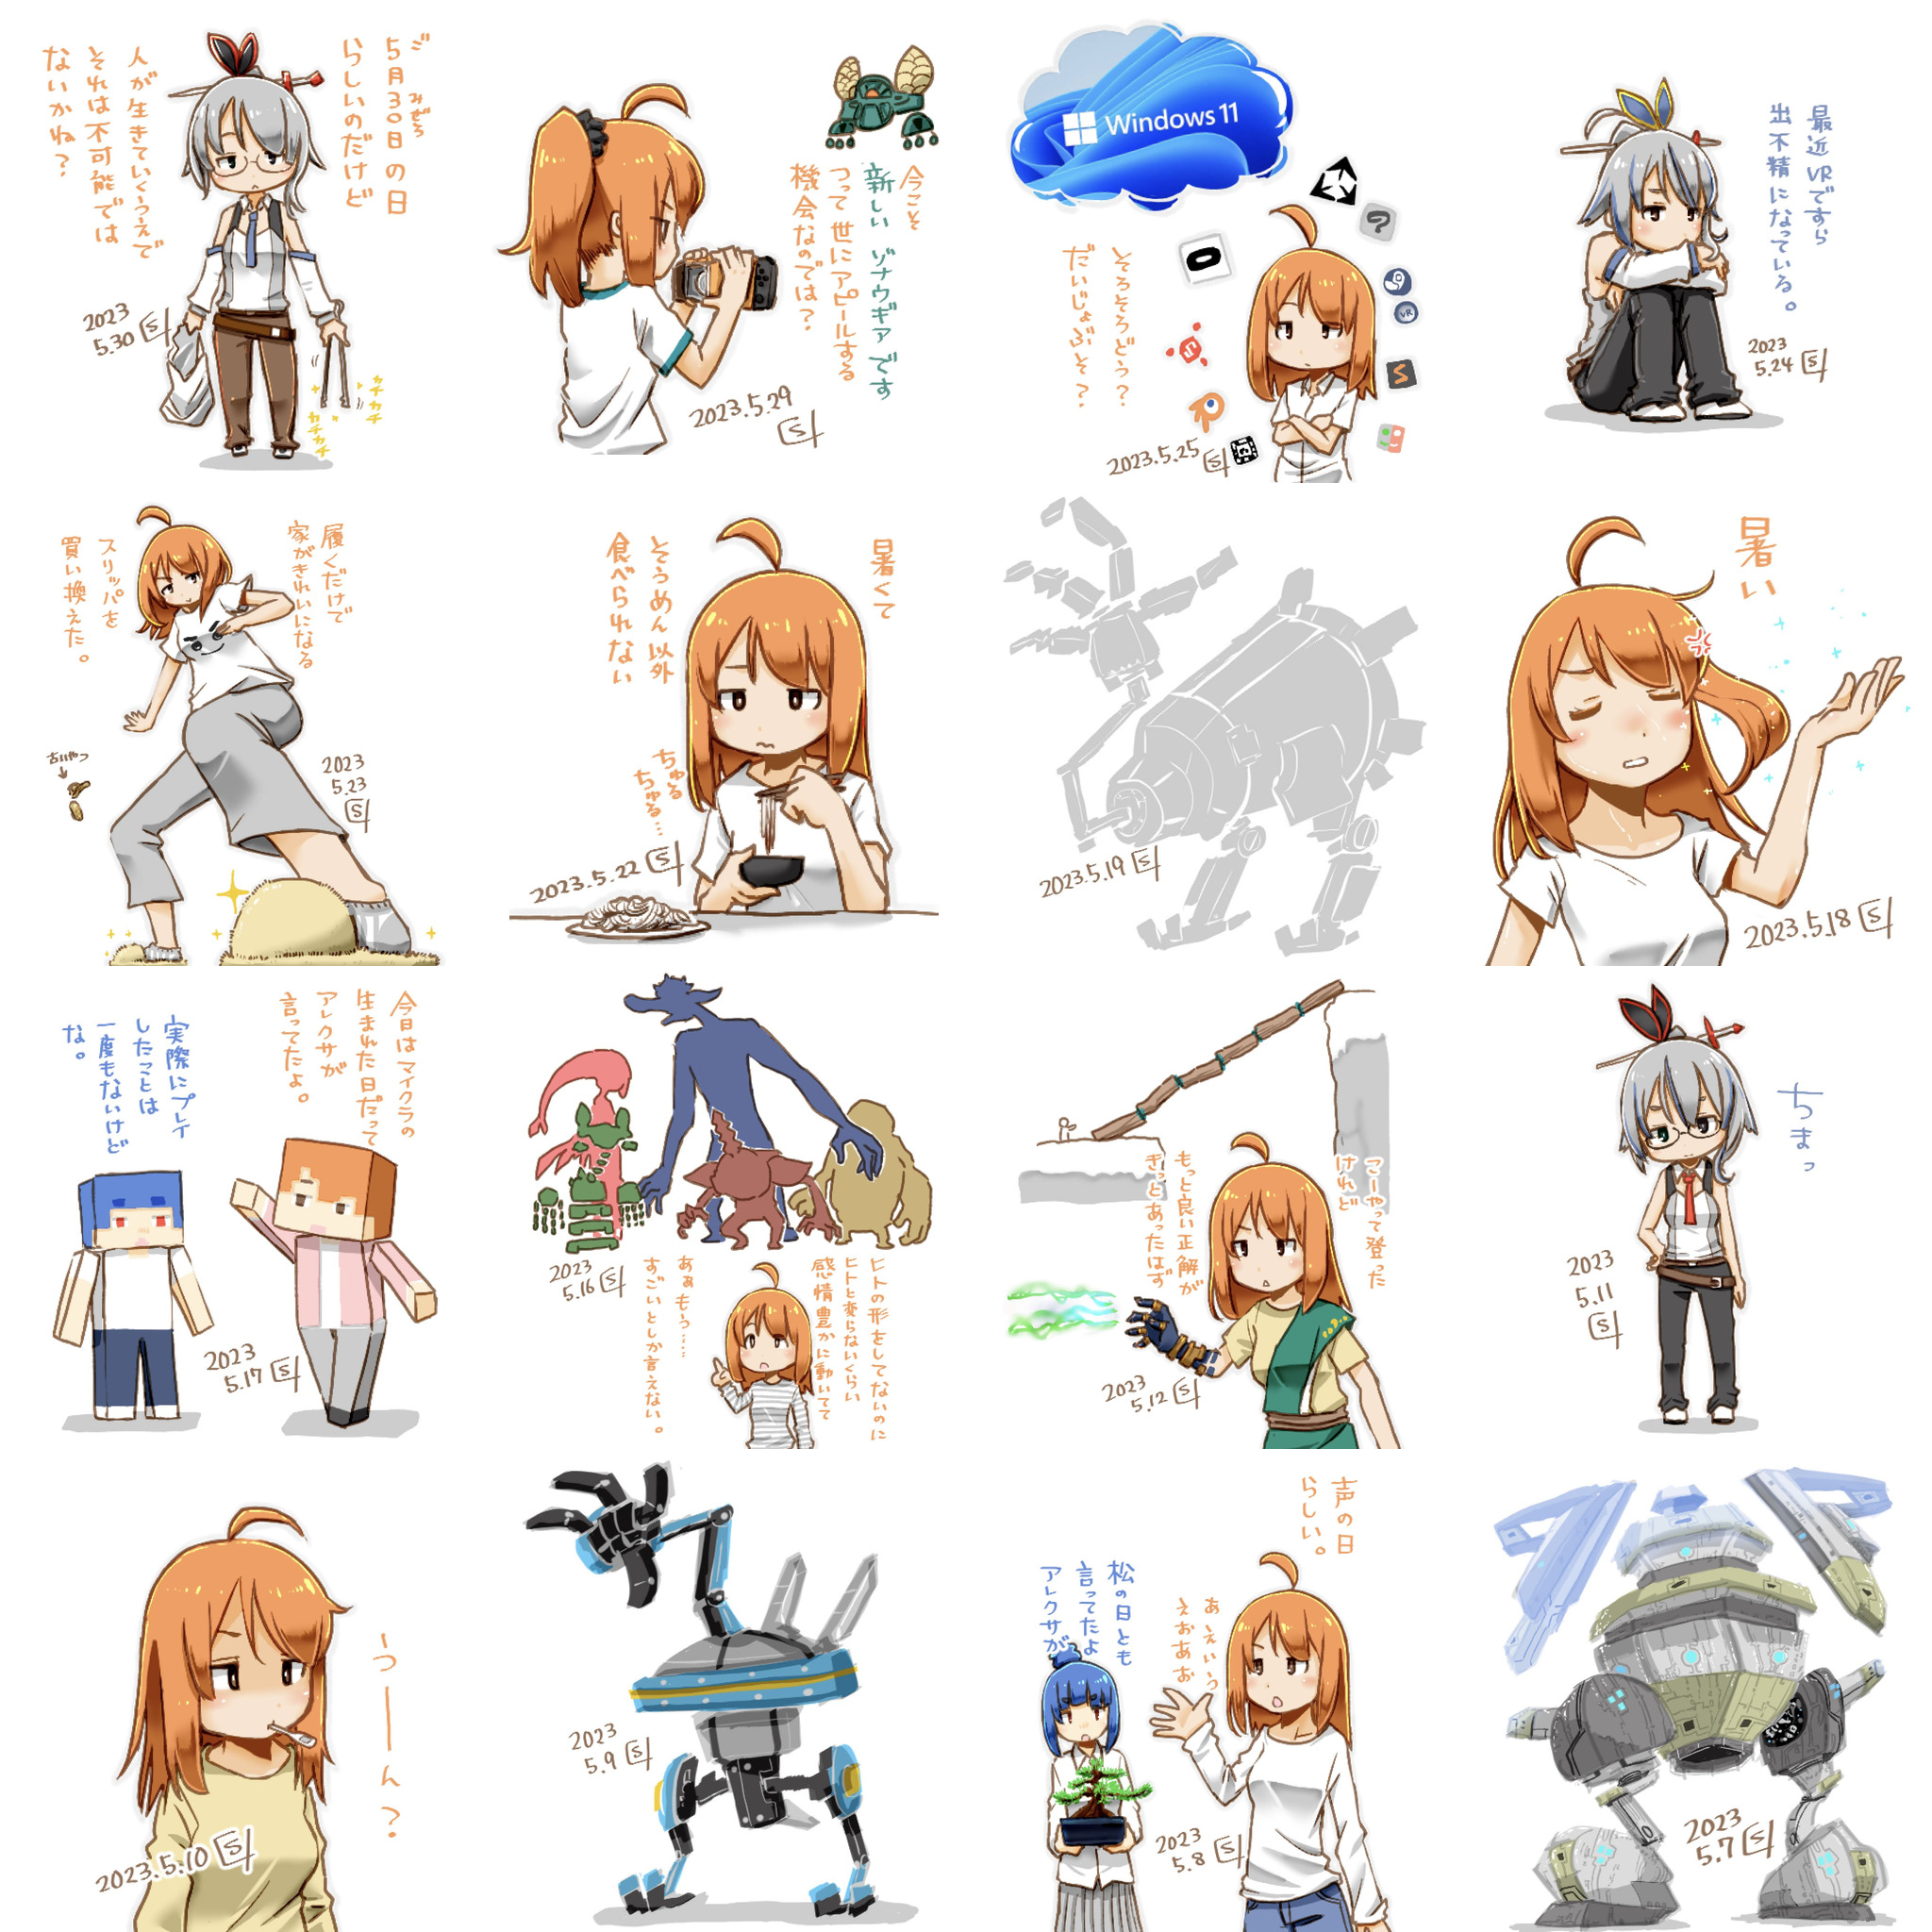 5月30日の日
ごみぜろ
らしいのだけど
人が生きていくうえで
それは不可能では
ないかね？
カチカチ
カチカチ
2023
5.30
今こそ
新しい ゾナウギアです
つって 世にアピールする
機会なのでは？
2023.5.29
Windows 11
そろそろどう？
だいじょぶそ？
VR
2023.5.25
最近VRですら
出不精になっている。
2023
5.24
履くだけで
家がきれいになる
スリッパを
買い換えた。
古いやつ
2023
5.23
暑くて
そうめん以外
食べられない
ちゅる
ちゅる…
2023.5.22
2023.5.19
暑い
2023.5.18
今日はマイクラの
生まれた日だって
アレクサが
言ってたよ。
実際にプレイ
したことは
一度もないけど
な。
2023
5.17
2023
5.16
ヒトの形をしてないのに
ヒトと変らないくらい
感情豊かに動いてて
あぁもう……
すごいとしか言えない。
こーやって登った
けれど
もっと良い正解が
きっとあったはず
2023
5.12
ちまっ
2023
5.11
うーーん？
2023.5.10
2023
5.9
声の日
らしい。
あえいう
えおあお
松の日とも
言ってたよ
アレクサが
2023
5.8
2023
5.7